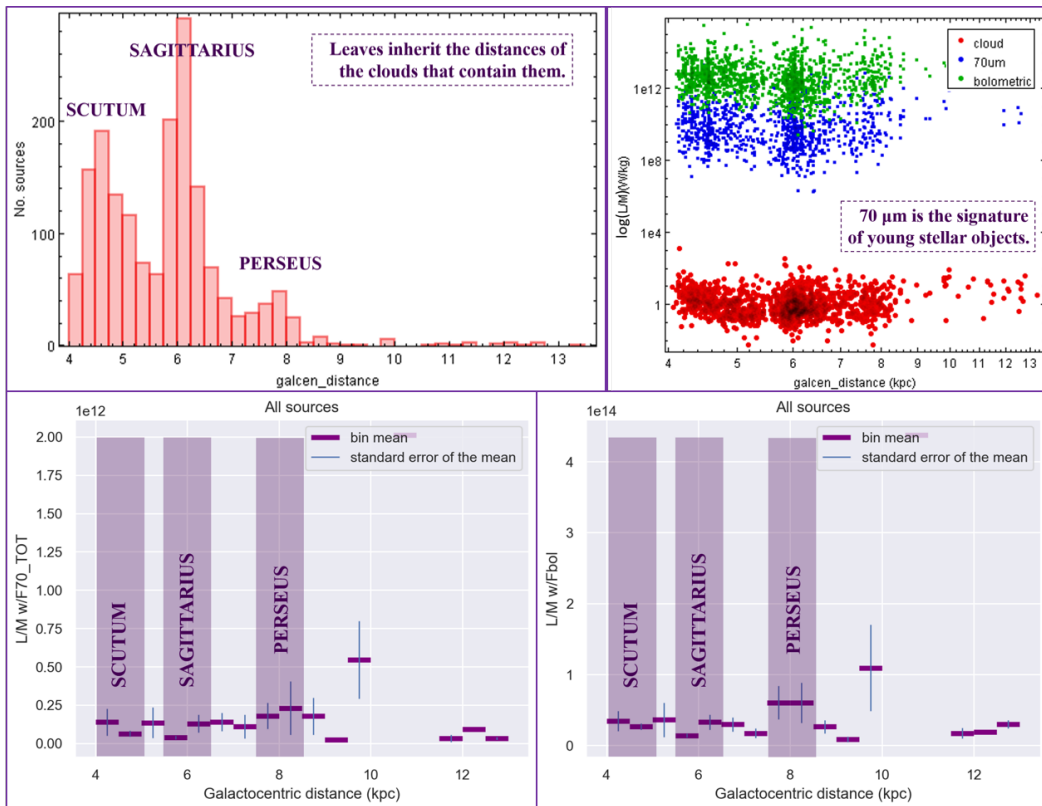 SAGITTARIUS
Leaves inherit the distances of
the clouds that contain them.
SCUTUM
PERSEUS
No. sources
200
100
0
4 5 6 7 8 9 10 11 12 13
galcen_distance
cloud
70um
bolometric
log(L/M)(W/kg)
1e12
1e8
1e4
1
70 µm is the signature
of young stellar objects.
4 5 6 7 8 9 10 11 12 13
galcen_distance (kpc)
1e12
All sources
bin mean
standard error of the mean
L/M w/F70_TOT
2.00
1.75
1.50
1.25
1.00
0.75
0.50
0.25
0.00
SCUTUM
SAGITTARIUS
PERSEUS
4 6 8 10 12
Galactocentric distance (kpc)
1e14
All sources
bin mean
standard error of the mean
L/M w/Fbol
4
3
2
1
0
SCUTUM
SAGITTARIUS
PERSEUS
4 6 8 10 12
Galactocentric distance (kpc)